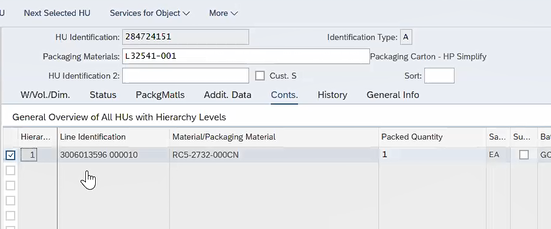 U Next Selected HU Services for Object More
HU Identification: 284724151 Identification Type: A
Packaging Materials: L32541-001 Packaging Carton - HP Simplify
HU Identification 2: Cust. S Sort:
W/Vol./Dim. Status PackgMatls Addit. Data Conts. History General Info
General Overview of All HUs with Hierarchy Levels
Hierar... Line Identification Material/Packaging Material Packed Quantity Sa... Su... Bat
1 3006013596 000010 RC5-2732-000CN 1 EA GC